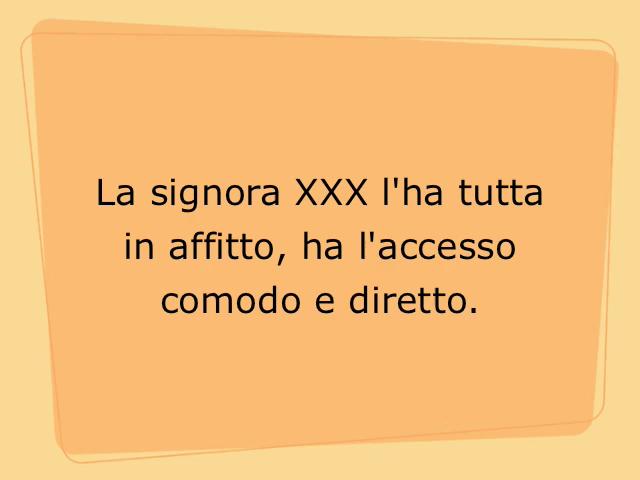 La signora XXX l'ha tutta
in affitto, ha l'accesso
comodo e diretto.